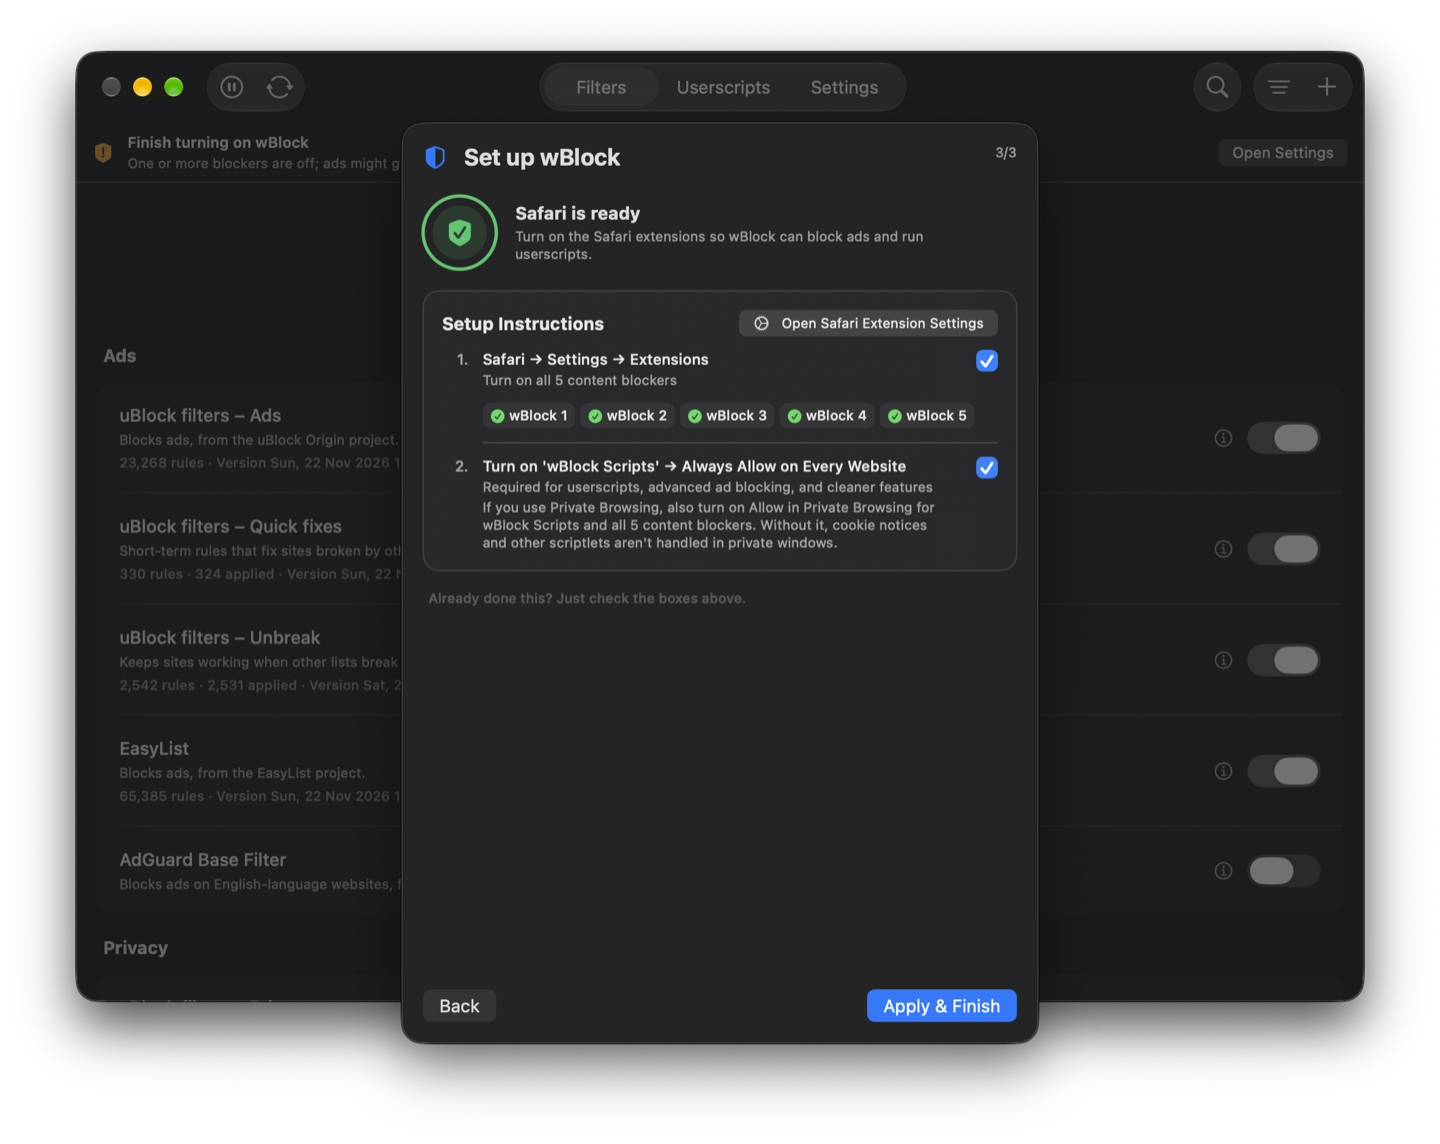 Filters
Userscripts
Settings
Finish turning on wBlock
One or more blockers are off; ads might g
Open Settings
Set up wBlock
3/3
Safari is ready
Turn on the Safari extensions so wBlock can block ads and run
userscripts.
Setup Instructions
Open Safari Extension Settings
1. Safari → Settings → Extensions
Turn on all 5 content blockers
wBlock 1
wBlock 2
wBlock 3
wBlock 4
wBlock 5
2. Turn on 'wBlock Scripts' → Always Allow on Every Website
Required for userscripts, advanced ad blocking, and cleaner features
If you use Private Browsing, also turn on Allow in Private Browsing for
wBlock Scripts and all 5 content blockers. Without it, cookie notices
and other scriptlets aren't handled in private windows.
Already done this? Just check the boxes above.
Back
Apply & Finish
Ads
uBlock filters – Ads
Blocks ads, from the uBlock Origin project.
23,268 rules · Version Sun, 22 Nov 2026 1
uBlock filters – Quick fixes
Short-term rules that fix sites broken by ot
330 rules · 324 applied · Version Sun, 22
uBlock filters – Unbreak
Keeps sites working when other lists break
2,542 rules · 2,531 applied · Version Sat, 2
EasyList
Blocks ads, from the EasyList project.
65,385 rules · Version Sun, 22 Nov 2026 1
AdGuard Base Filter
Blocks ads on English-language websites, f
Privacy